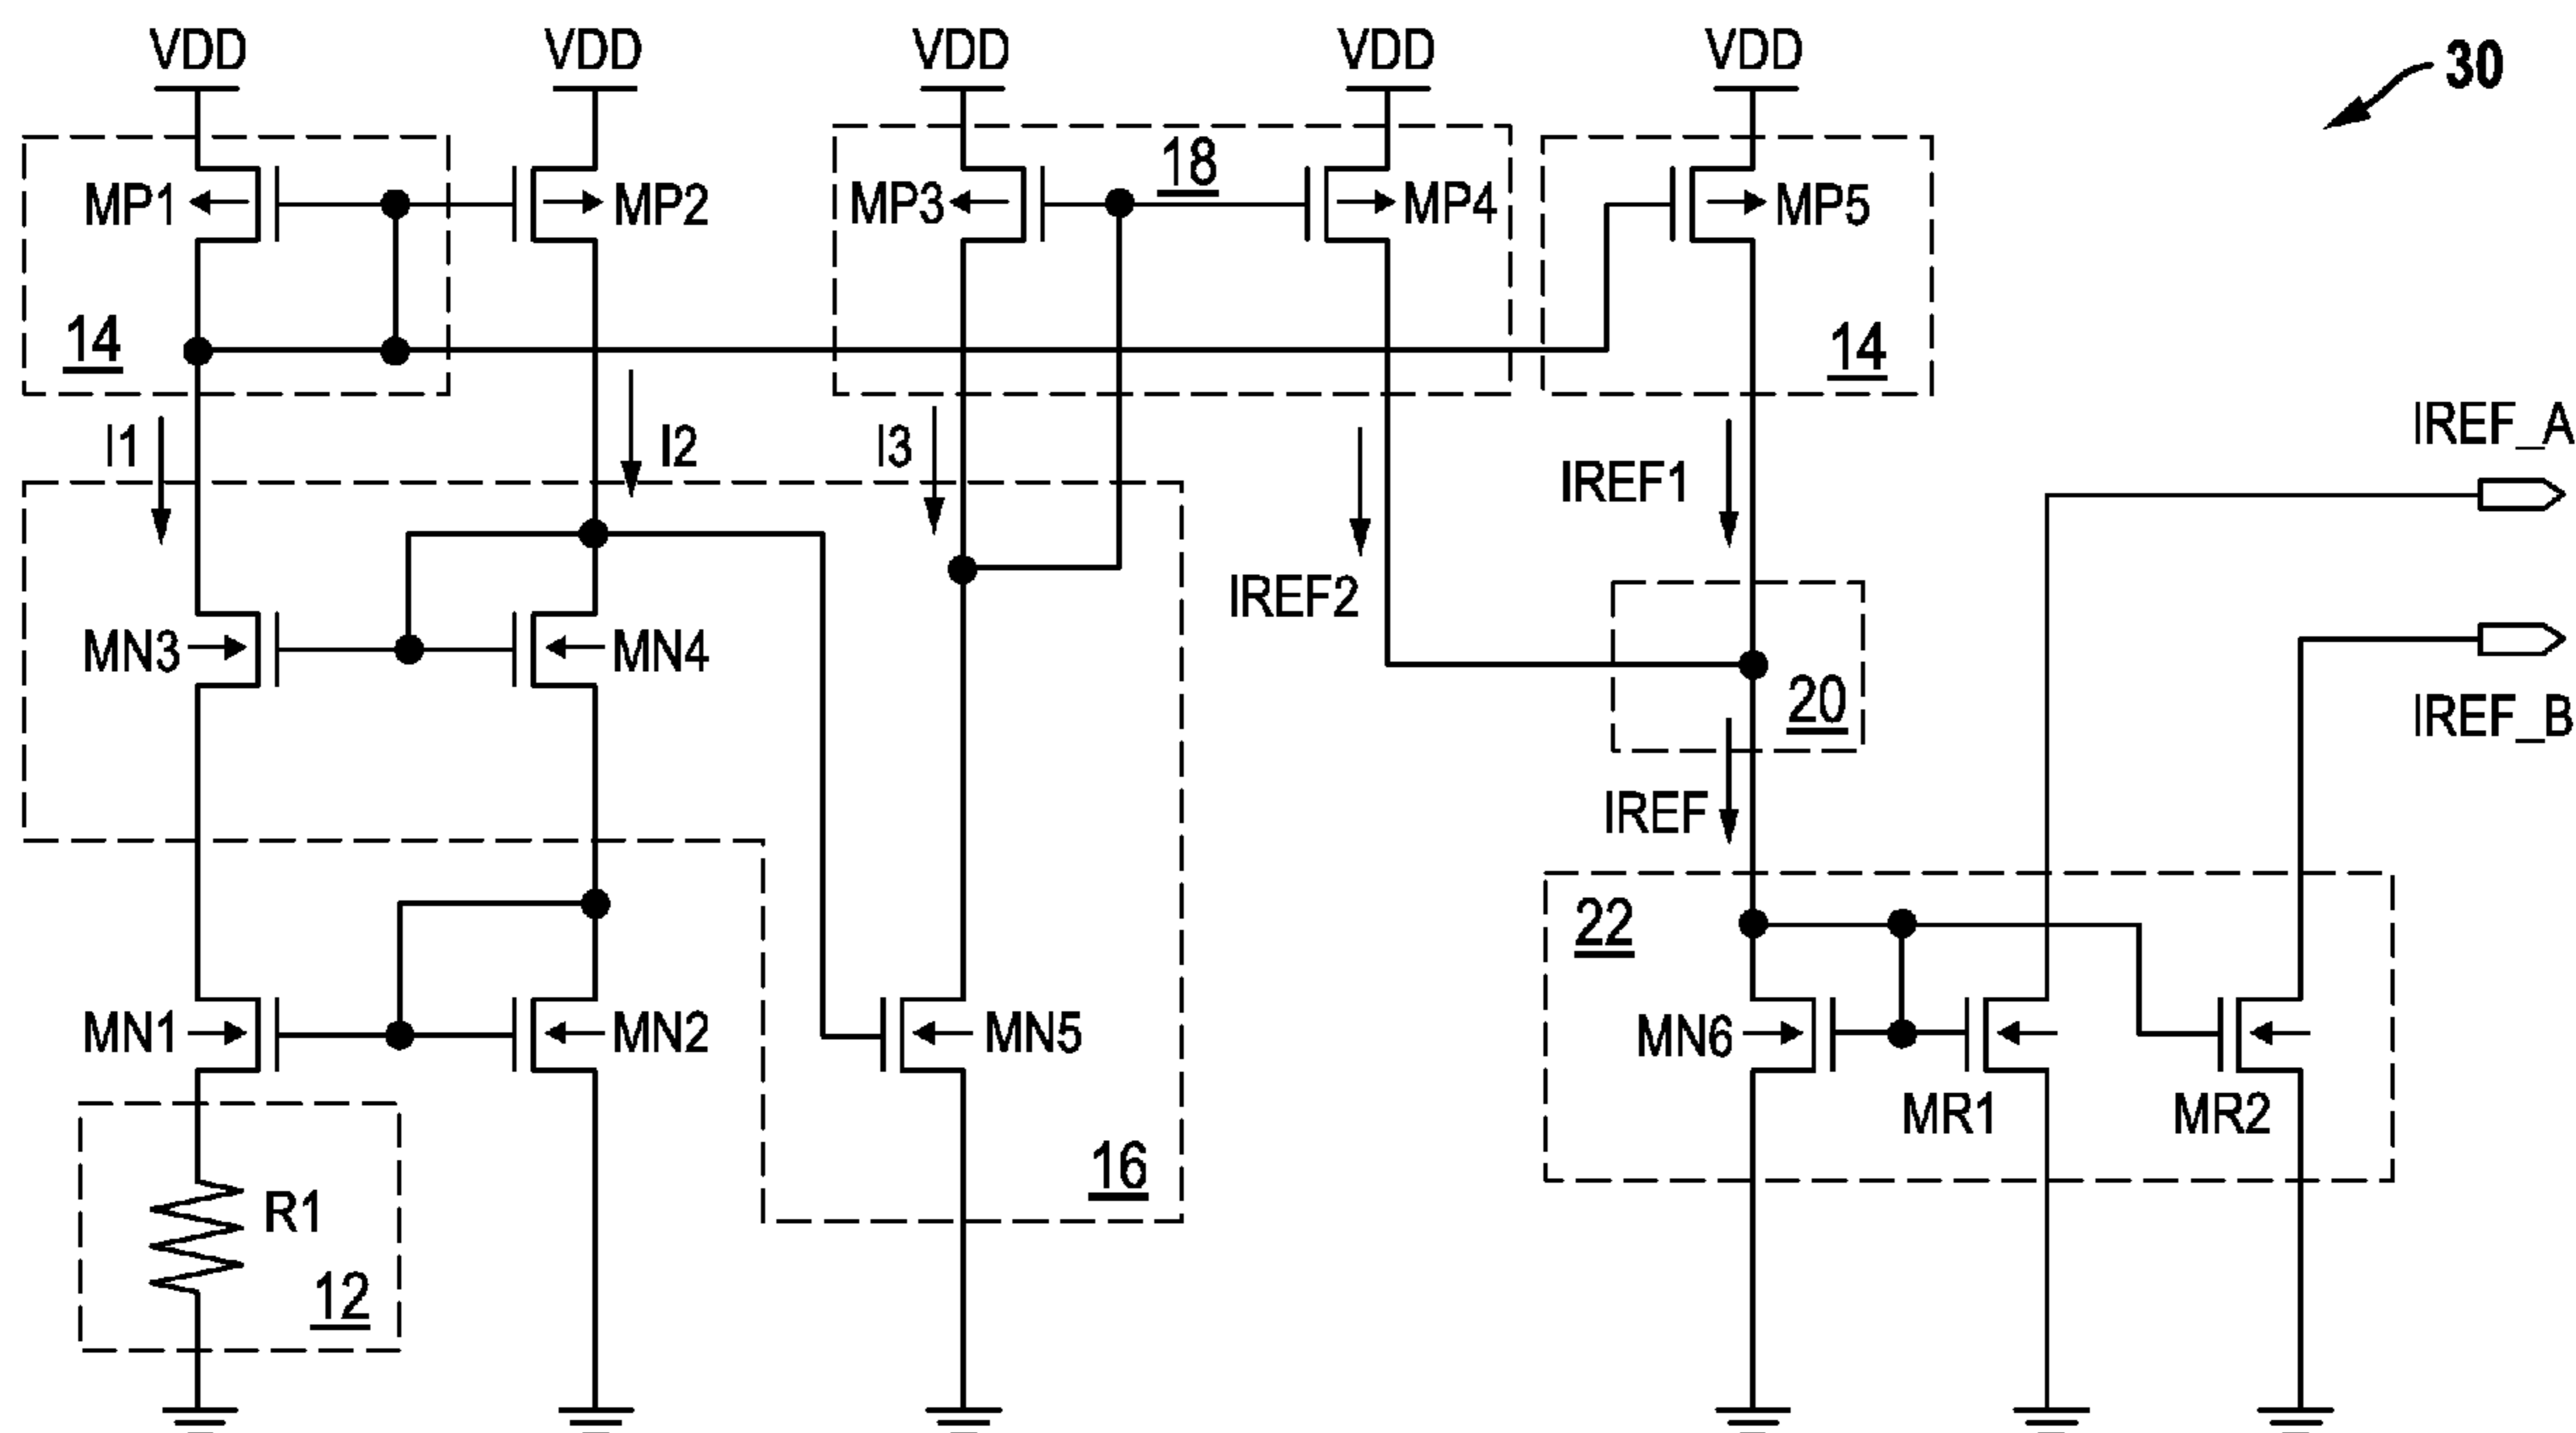 VDD VDD VDD VDD VDD
30
MP1 MP2 MP3 18 MP4 MP5
14 14
I1 I2 I3 IREF1 IREF_A
IREF2
MN3 MN4
20 IREF_B
IREF
22
MN1 MN2 MN5 MN6
MR1 MR2
16
R1
12